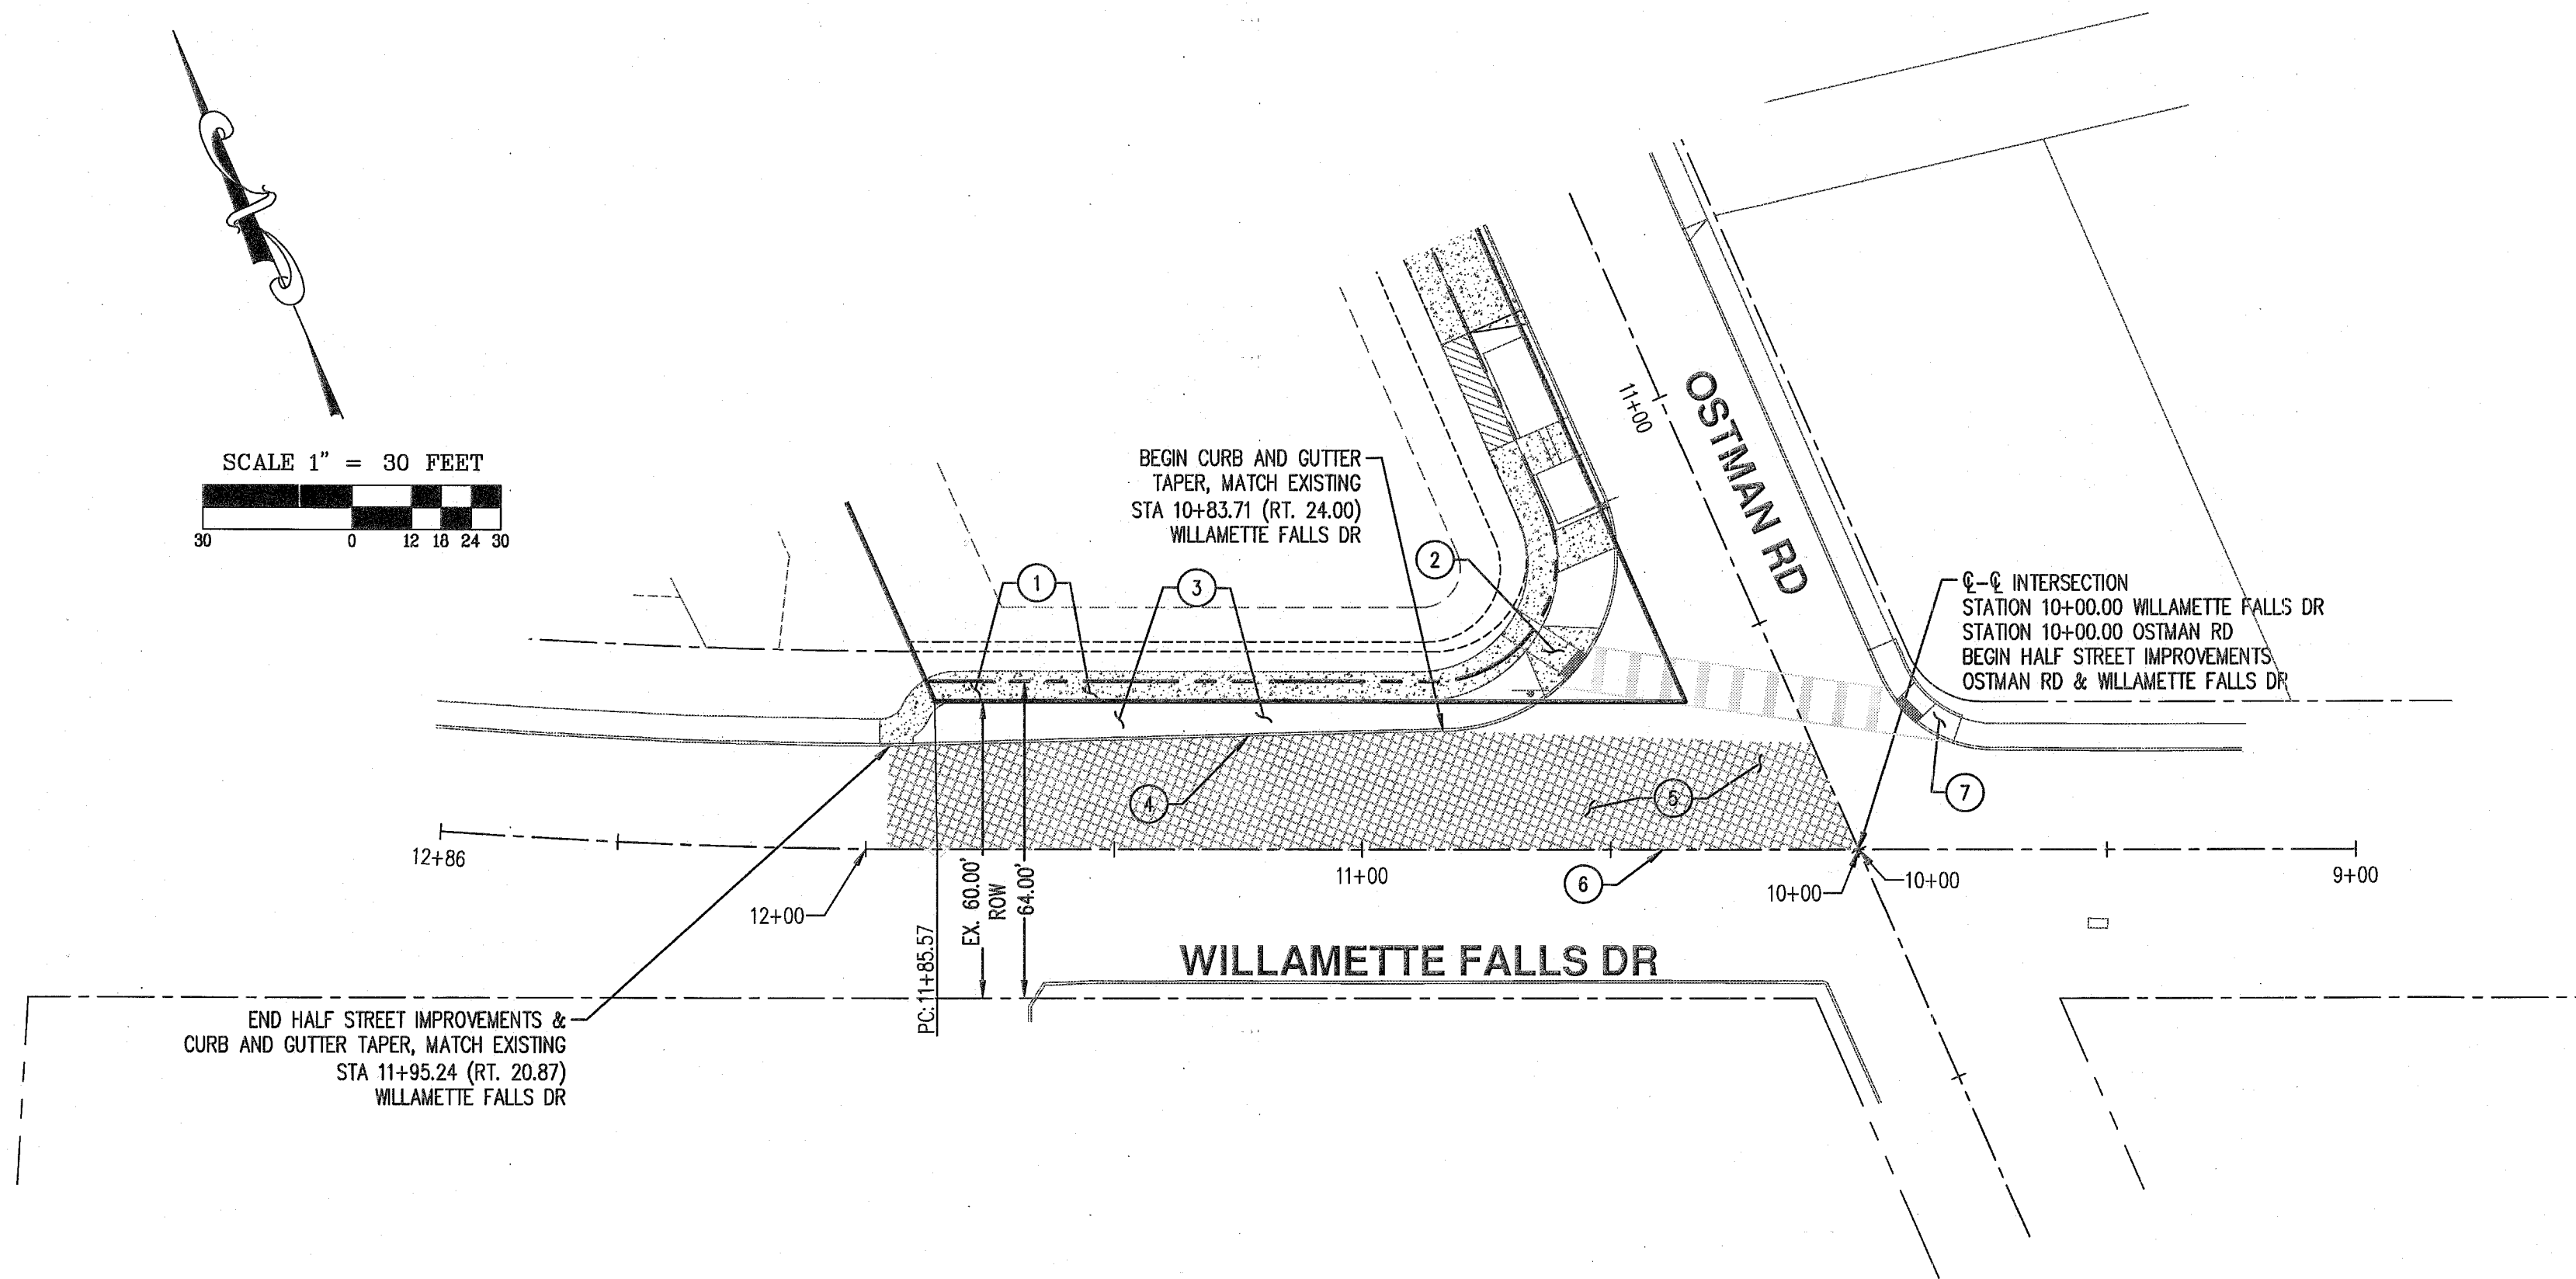 SCALE 1" = 30 FEET
30 0 12 18 24 30
BEGIN CURB AND GUTTER
TAPER, MATCH EXISTING
STA 10+83.71 (RT. 24.00)
WILLAMETTE FALLS DR
11+00
OSTMAN RD
℄-℄ INTERSECTION
STATION 10+00.00 WILLAMETTE FALLS DR
STATION 10+00.00 OSTMAN RD
BEGIN HALF STREET IMPROVEMENTS
OSTMAN RD & WILLAMETTE FALLS DR
1
2
3
4
5
6
7
12+86
12+00
11+00
10+00
10+00
9+00
PC: 11+85.57
EX. 60.00'
ROW
64.00'
WILLAMETTE FALLS DR
END HALF STREET IMPROVEMENTS &
CURB AND GUTTER TAPER, MATCH EXISTING
STA 11+95.24 (RT. 20.87)
WILLAMETTE FALLS DR